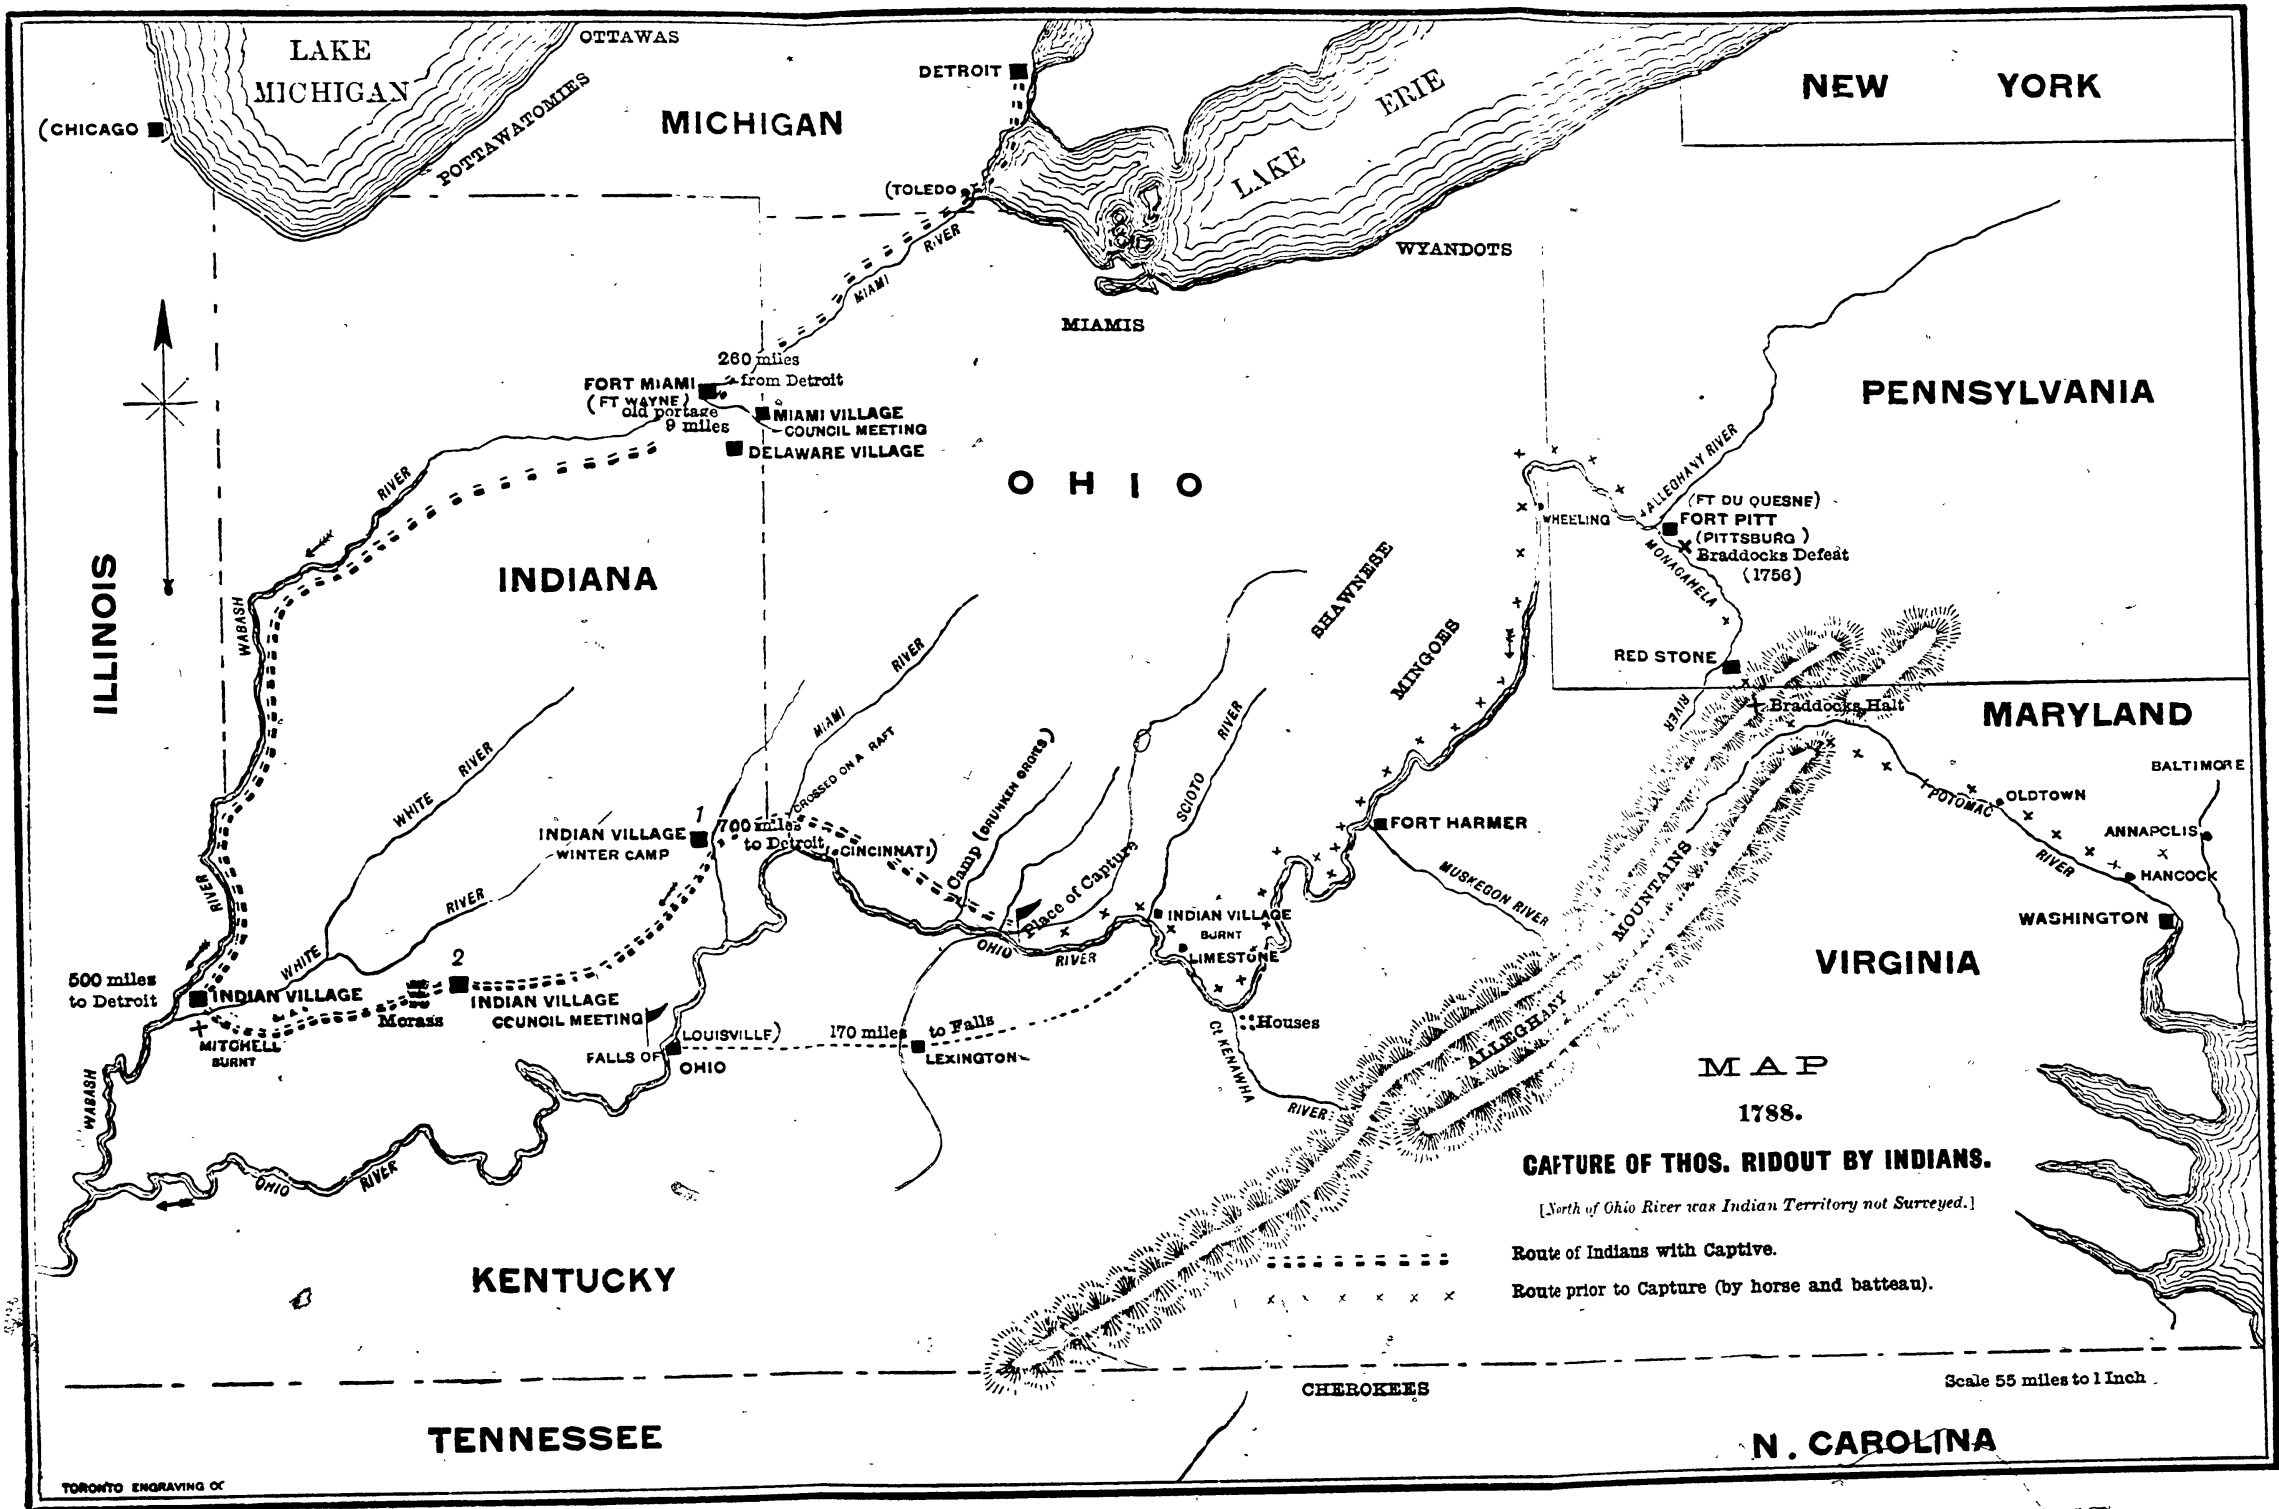 LAKE
MICHIGAN
OTTAWAS
POTTAWATOMIES
(CHICAGO)
MICHIGAN
DETROIT
(TOLEDO
LAKE ERIE
NEW YORK
WYANDOTS
MIAMI RIVER
MIAMIS
260 miles
from Detroit
FORT MIAMI
(FT WAYNE)
old portage
9 miles
MIAMI VILLAGE
COUNCIL MEETING
DELAWARE VILLAGE
OHIO
PENNSYLVANIA
ALLEGHANY RIVER
(FT DU QUESNE)
FORT PITT
(PITTSBURG)
Braddocks Defeat
(1756)
WHEELING
MONAGAHELA
RIVER
RED STONE
Braddocks Halt
MARYLAND
BALTIMORE
POTOMAC
RIVER
OLDTOWN
ANNAPOLIS
HANCOCK
WASHINGTON
ILLINOIS
INDIANA
WABASH
RIVER
RIVER
SHAWNESE
MINGOES
WHITE RIVER
MIAMI RIVER
CROSSED ON A RAFT
SCIOTO RIVER
1
INDIAN VILLAGE
WINTER CAMP
700 miles
to Detroit
CINCINNATI)
Camp (DRUNKEN ORGIES)
Place of Capture
FORT HARMER
MUSKEGON RIVER
INDIAN VILLAGE
BURNT
LIMESTONE
OHIO RIVER
WHITE RIVER
500 miles
to Detroit
INDIAN VILLAGE
MITCHELL
BURNT
Morass
2
INDIAN VILLAGE
COUNCIL MEETING
LOUISVILLE)
FALLS OF
OHIO
170 miles to Falls
LEXINGTON
Houses
KENAWHA
RIVER
ALLEGHANY MOUNTAINS
VIRGINIA
WABASH
OHIO RIVER
KENTUCKY
MAP
1788.
CAPTURE OF THOS. RIDOUT BY INDIANS.
[North of Ohio River was Indian Territory not Surveyed.]
Route of Indians with Captive.
Route prior to Capture (by horse and batteau).
CHEROKEES
Scale 55 miles to 1 Inch
TENNESSEE
N. CAROLINA
TORONTO ENGRAVING Co